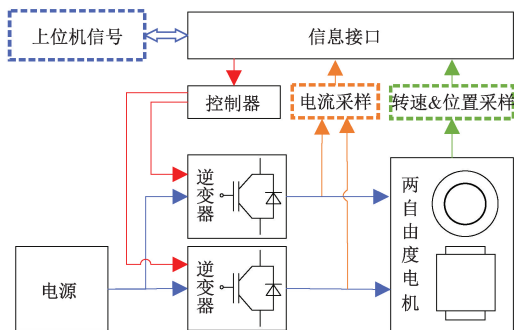 上位机信号
信息接口
控制器
电流采样
转速&位置采样
逆变器
两自由度电机
电源
逆变器